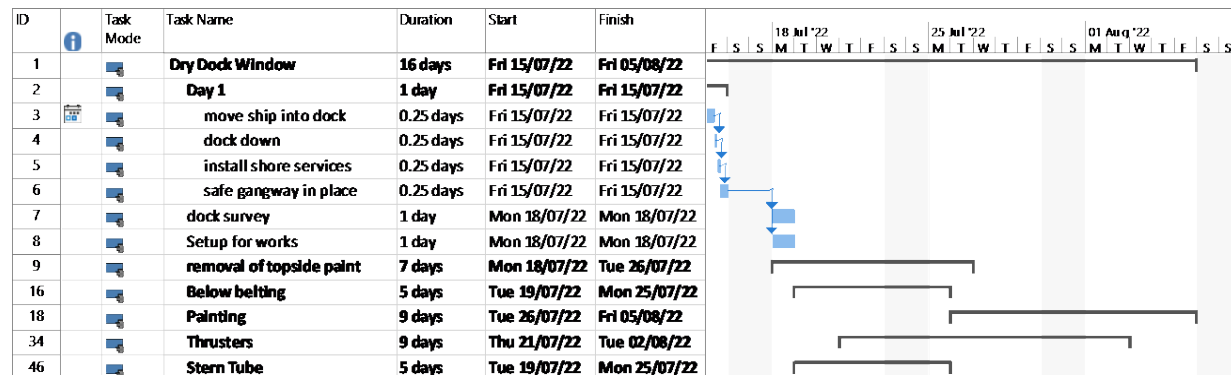 ID Task Mode Task Name Duration Start Finish 18 Jul '22 25 Jul '22 01 Aug '22
F S S M T W T F S S M T W T F S S M T W T F S S
1 Dry Dock Window 16 days Fri 15/07/22 Fri 05/08/22
2 Day 1 1 day Fri 15/07/22 Fri 15/07/22
3 move ship into dock 0.25 days Fri 15/07/22 Fri 15/07/22
4 dock down 0.25 days Fri 15/07/22 Fri 15/07/22
5 install shore services 0.25 days Fri 15/07/22 Fri 15/07/22
6 safe gangway in place 0.25 days Fri 15/07/22 Fri 15/07/22
7 dock survey 1 day Mon 18/07/22 Mon 18/07/22
8 Setup for works 1 day Mon 18/07/22 Mon 18/07/22
9 removal of topside paint 7 days Mon 18/07/22 Tue 26/07/22
16 Below belting 5 days Tue 19/07/22 Mon 25/07/22
18 Painting 9 days Tue 26/07/22 Fri 05/08/22
34 Thrusters 9 days Thu 21/07/22 Tue 02/08/22
46 Stern Tube 5 days Tue 19/07/22 Mon 25/07/22